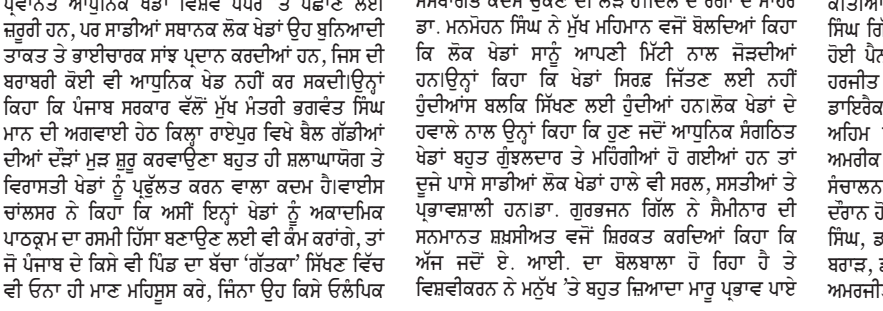 ਪ੍ਰਵਾਨਿਤ ਆਧੁਨਿਕ ਖੇਡਾਂ ਵਿਸ਼ਵ ਪੱਧਰ 'ਤੇ ਪਛਾਣ ਲਈ
ਜ਼ਰੂਰੀ ਹਨ, ਪਰ ਸਾਡੀਆਂ ਸਥਾਨਕ ਲੋਕ ਖੇਡਾਂ ਉਹ ਬੁਨਿਆਦੀ
ਤਾਕਤ ਤੇ ਭਾਈਚਾਰਕ ਸਾਂਝ ਪ੍ਰਦਾਨ ਕਰਦੀਆਂ ਹਨ, ਜਿਸ ਦੀ
ਬਰਾਬਰੀ ਕੋਈ ਵੀ ਆਧੁਨਿਕ ਖੇਡ ਨਹੀਂ ਕਰ ਸਕਦੀ।ਉਨ੍ਹਾਂ
ਕਿਹਾ ਕਿ ਪੰਜਾਬ ਸਰਕਾਰ ਵੱਲੋਂ ਮੁੱਖ ਮੰਤਰੀ ਭਗਵੰਤ ਸਿੰਘ
ਮਾਨ ਦੀ ਅਗਵਾਈ ਹੇਠ ਕਿਲ੍ਹਾ ਰਾਏਪੁਰ ਵਿਖੇ ਬੈਲ ਗੱਡੀਆਂ
ਦੀਆਂ ਦੌੜਾਂ ਮੁੜ ਸ਼ੁਰੂ ਕਰਵਾਉਣਾ ਬਹੁਤ ਹੀ ਸ਼ਲਾਘਾਯੋਗ ਤੇ
ਵਿਰਾਸਤੀ ਖੇਡਾਂ ਨੂੰ ਪ੍ਰਫੁੱਲਤ ਕਰਨ ਵਾਲਾ ਕਦਮ ਹੈ।ਵਾਈਸ
ਚਾਂਲਸਰ ਨੇ ਕਿਹਾ ਕਿ ਅਸੀਂ ਇਨ੍ਹਾਂ ਖੇਡਾਂ ਨੂੰ ਅਕਾਦਮਿਕ
ਪਾਠਕ੍ਰਮ ਦਾ ਰਸਮੀ ਹਿੱਸਾ ਬਣਾਉਣ ਲਈ ਵੀ ਕੰਮ ਕਰਾਂਗੇ, ਤਾਂ
ਜੋ ਪੰਜਾਬ ਦੇ ਕਿਸੇ ਵੀ ਪਿੰਡ ਦਾ ਬੱਚਾ 'ਗੱਤਕਾ' ਸਿੱਖਣ ਵਿੱਚ
ਵੀ ਓਨਾ ਹੀ ਮਾਣ ਮਹਿਸੂਸ ਕਰੇ, ਜਿੰਨਾ ਉਹ ਕਿਸੇ ਓਲੰਪਿਕ
ਡਾ. ਮਨਮੋਹਨ ਸਿੰਘ ਨੇ ਮੁੱਖ ਮਹਿਮਾਨ ਵਜੋਂ ਬੋਲਦਿਆਂ ਕਿਹਾ
ਕਿ ਲੋਕ ਖੇਡਾਂ ਸਾਨੂੰ ਆਪਣੀ ਮਿੱਟੀ ਨਾਲ ਜੋੜਦੀਆਂ
ਹਨ।ਉਨ੍ਹਾਂ ਕਿਹਾ ਕਿ ਖੇਡਾਂ ਸਿਰਫ਼ ਜਿੱਤਣ ਲਈ ਨਹੀਂ
ਹੁੰਦੀਆਂਸ ਬਲਕਿ ਸਿੱਖਣ ਲਈ ਹੁੰਦੀਆਂ ਹਨ।ਲੋਕ ਖੇਡਾਂ ਦੇ
ਹਵਾਲੇ ਨਾਲ ਉਨ੍ਹਾਂ ਕਿਹਾ ਕਿ ਹੁਣ ਜਦੋਂ ਆਧੁਨਿਕ ਸੰਗਠਿਤ
ਖੇਡਾਂ ਬਹੁਤ ਗੁੰਝਲਦਾਰ ਤੇ ਮਹਿੰਗੀਆਂ ਹੋ ਗਈਆਂ ਹਨ ਤਾਂ
ਦੂਜੇ ਪਾਸੇ ਸਾਡੀਆਂ ਲੋਕ ਖੇਡਾਂ ਹਾਲੇ ਵੀ ਸਰਲ, ਸਸਤੀਆਂ ਤੇ
ਪ੍ਰਭਾਵਸ਼ਾਲੀ ਹਨ।ਡਾ. ਗੁਰਭਜਨ ਗਿੱਲ ਨੇ ਸੈਮੀਨਾਰ ਦੀ
ਸਨਮਾਨਤ ਸ਼ਖ਼ਸੀਅਤ ਵਜੋਂ ਸ਼ਿਰਕਤ ਕਰਦਿਆਂ ਕਿਹਾ ਕਿ
ਅੱਜ ਜਦੋਂ ਏ. ਆਈ. ਦਾ ਬੋਲਬਾਲਾ ਹੋ ਰਿਹਾ ਹੈ ਤੇ
ਵਿਸ਼ਵੀਕਰਨ ਨੇ ਮਨੁੱਖ 'ਤੇ ਬਹੁਤ ਜ਼ਿਆਦਾ ਮਾਰੂ ਪ੍ਰਭਾਵ ਪਾਏ
ਸਿੰਘ
ਹੋਈ
ਹਰਜੀਤ
ਅਹਿਮ
ਅਮਰੀਕ
ਸੰਚਾਲਨ
ਦੌਰਾਨ
ਸਿੰਘ,
ਬਰਾੜ,